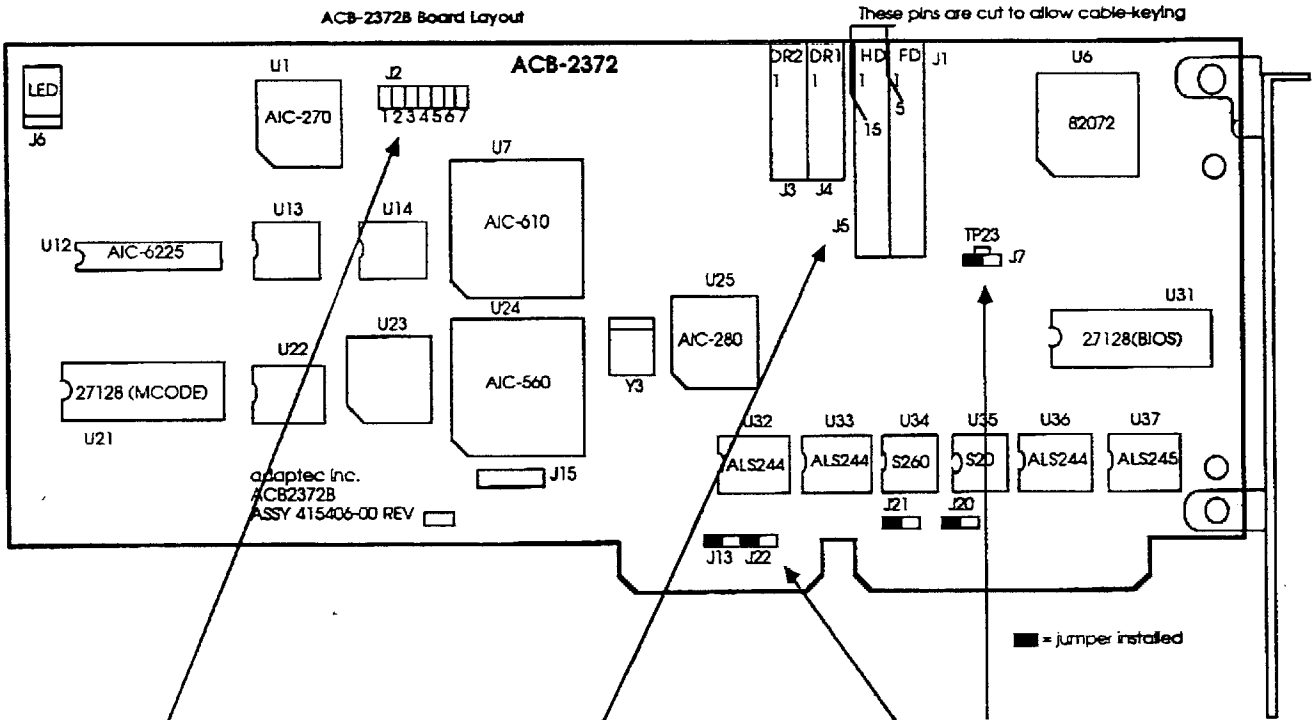 ACB-2372B Board Layout
These pins are cut to allow cable-keying
ACB-2372
LED
J6
U1
AIC-270
J2
1 2 3 4 5 6 7
U7
AIC-610
DR2 DR1 HD FD J1
1 1 1 1
5
15
J3 J4
J5
U6
82072
U12
AIC-6225
U13
U14
TP23
J7
U25
AIC-280
U31
27128(BIOS)
U24
AIC-560
U23
U22
Y3
27128 (MCODE)
U21
U32 U33 U34 U35 U36 U37
ALS244 ALS244 S260 S20 ALS244 ALS245
J15
adaptec inc.
ACB2372B
ASSY 415406-00 REV
J21 J20
J13 J22
= jumper installed